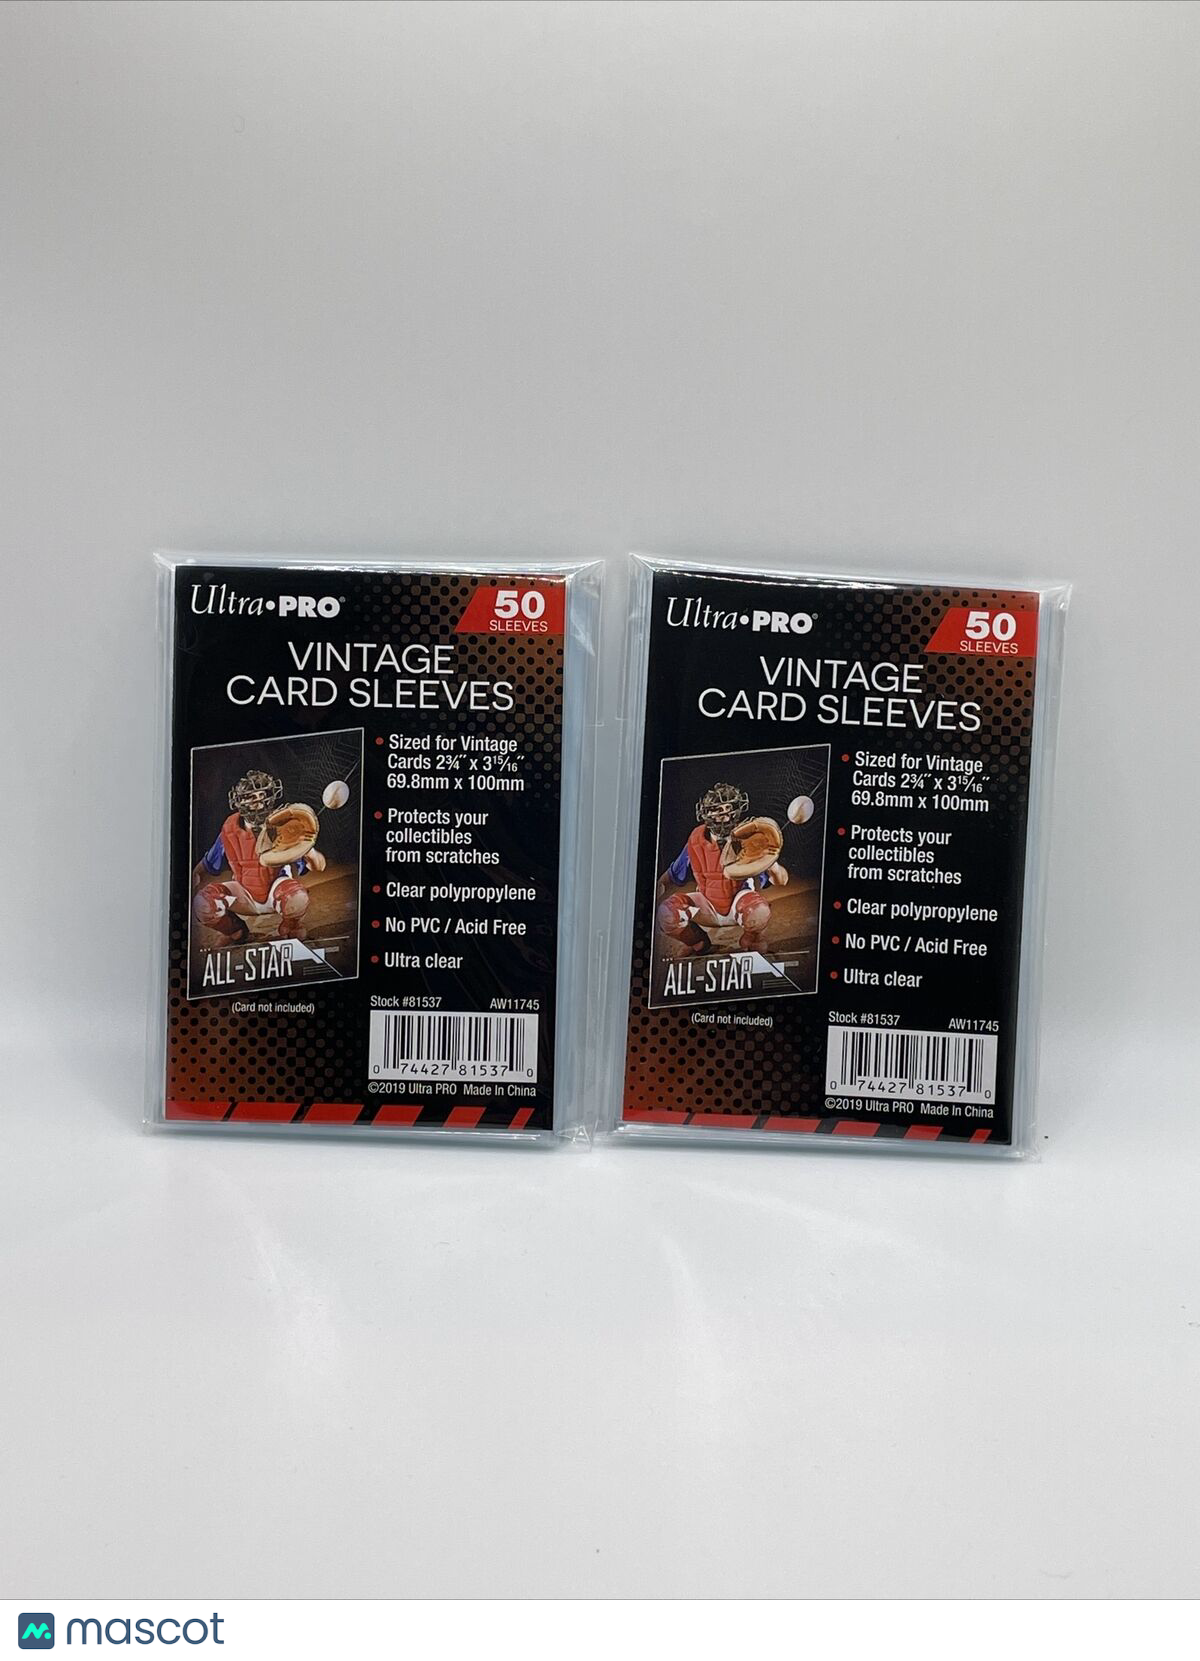 Ultra•PRO®
50
SLEEVES
VINTAGE
CARD SLEEVES
• Sized for Vintage
Cards 2¾" x 3 15/16"
69.8mm x 100mm
• Protects your
collectibles
from scratches
• Clear polypropylene
• No PVC / Acid Free
• Ultra clear
ALL-STAR
(Card not included)
Stock #81537 AW11745
0 74427 81537 0
©2019 Ultra PRO Made In China
Ultra•PRO®
50
SLEEVES
VINTAGE
CARD SLEEVES
• Sized for Vintage
Cards 2¾" x 3 15/16"
69.8mm x 100mm
• Protects your
collectibles
from scratches
• Clear polypropylene
• No PVC / Acid Free
• Ultra clear
ALL-STAR
(Card not included)
Stock #81537 AW11745
0 74427 81537 0
©2019 Ultra PRO Made In China
mascot